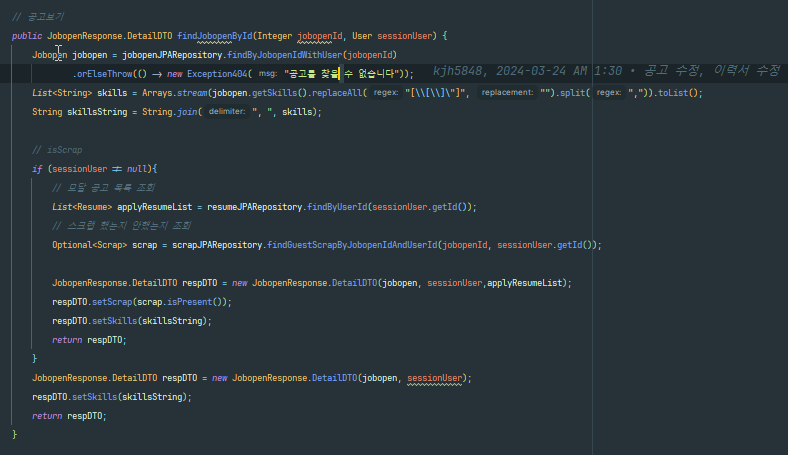 // 공고보기
public JobopenResponse.DetailDTO findJobopenById(Integer jobopenId, User sessionUser) {
Jobopen jobopen = jobopenJPARepository.findByJobopenIdWithUser(jobopenId)
.orElseThrow(() -> new Exception404( msg: "공고를 찾을 수 없습니다")); kjh5848, 2024-03-24 AM 1:30 • 공고 수정, 이력서 수정
List<String> skills = Arrays.stream(jobopen.getSkills().replaceAll( regex: "[\\[\\]\"]", replacement: "").split( regex: ",")).toList();
String skillsString = String.join( delimiter: ", ", skills);
// isScrap
if (sessionUser ≠ null){
// 모달 공고 목록 조회
List<Resume> applyResumeList = resumeJPARepository.findByUserId(sessionUser.getId());
// 스크랩 했는지 안했는지 조회
Optional<Scrap> scrap = scrapJPARepository.findGuestScrapByJobopenIdAndUserId(jobopenId, sessionUser.getId());
JobopenResponse.DetailDTO respDTO = new JobopenResponse.DetailDTO(jobopen, sessionUser,applyResumeList);
respDTO.setScrap(scrap.isPresent());
respDTO.setSkills(skillsString);
return respDTO;
}
JobopenResponse.DetailDTO respDTO = new JobopenResponse.DetailDTO(jobopen, sessionUser);
respDTO.setSkills(skillsString);
return respDTO;
}